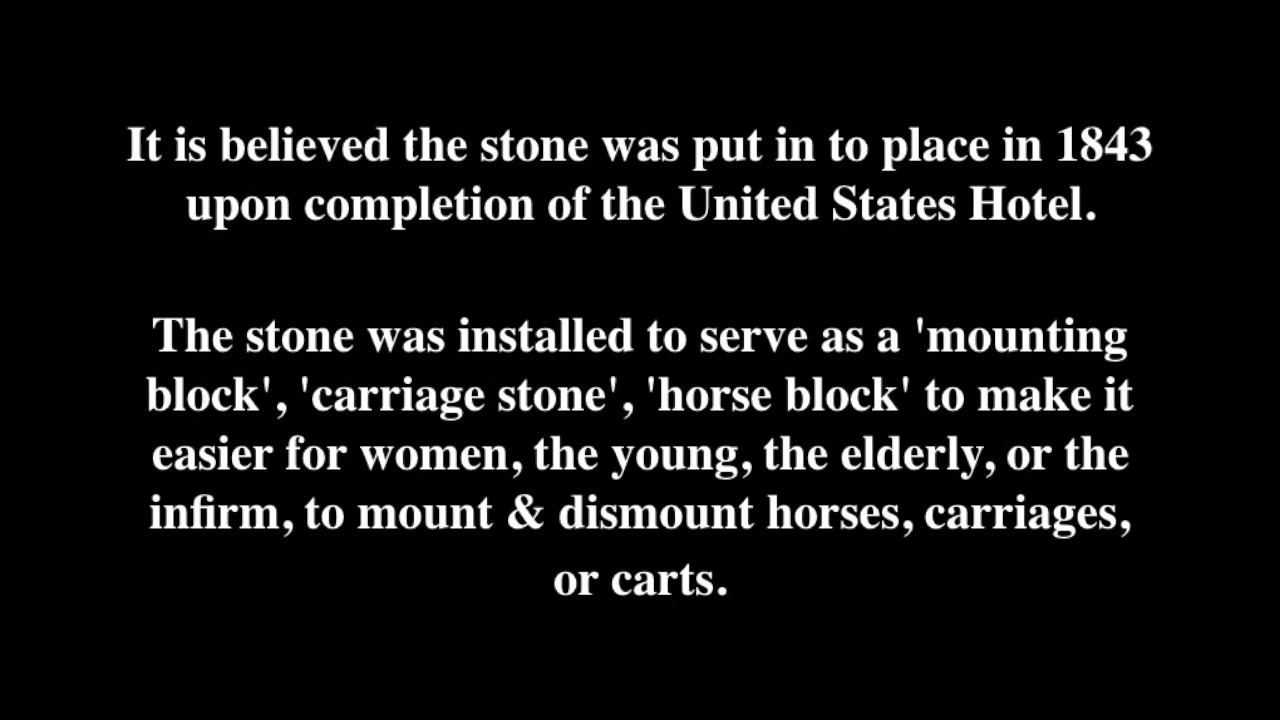 It is believed the stone was put in to place in 1843
upon completion of the United States Hotel.
The stone was installed to serve as a 'mounting
block', 'carriage stone', 'horse block' to make it
easier for women, the young, the elderly, or the
infirm, to mount & dismount horses, carriages,
or carts.